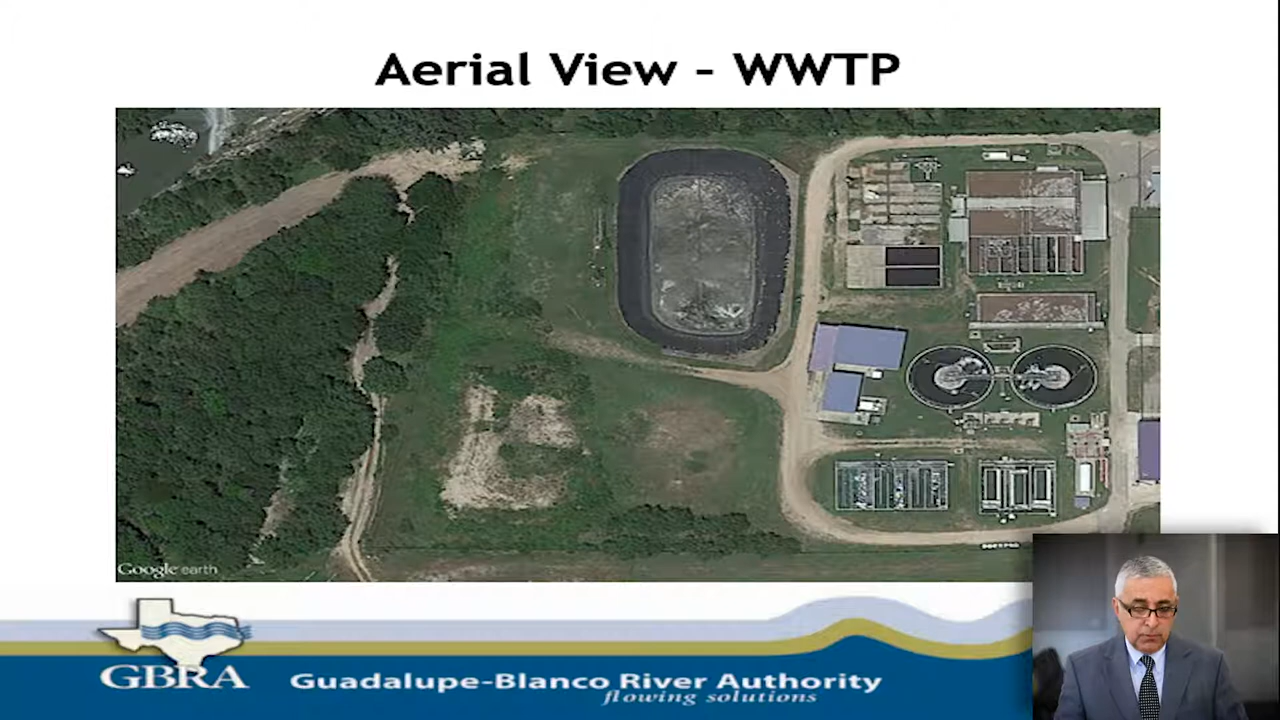 Aerial View - WWTP
Google earth
GBRA
Guadalupe-Blanco River Authority
flowing solutions